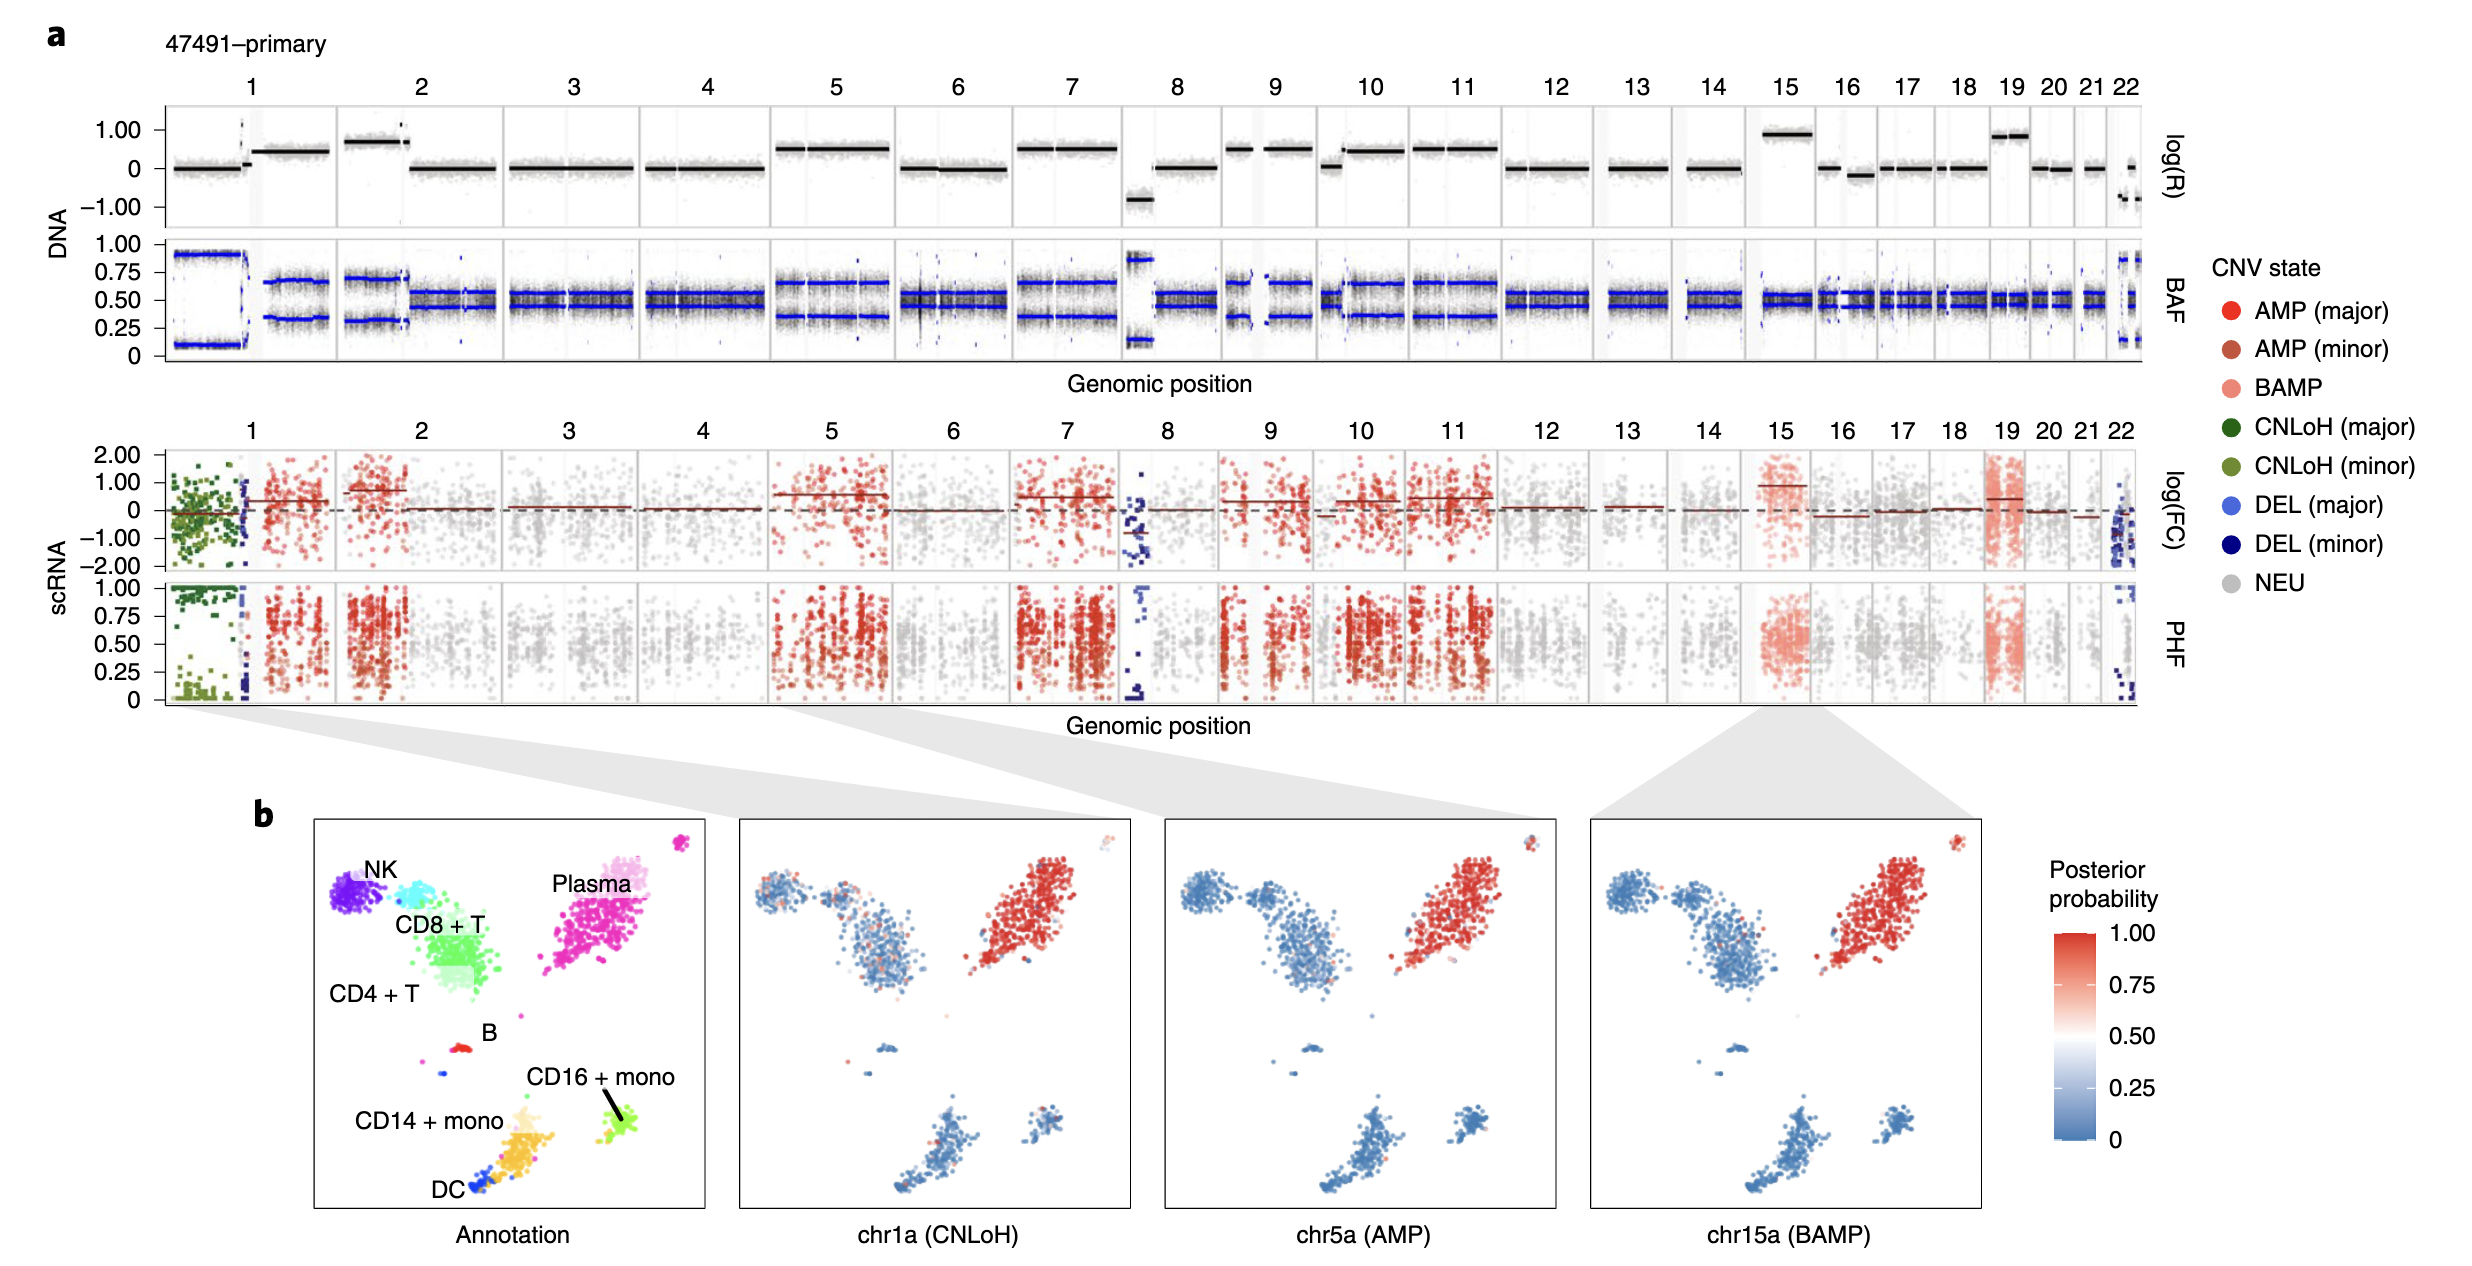 a
47491–primary
1 2 3 4 5 6 7 8 9 10 11 12 13 14 15 16 17 18 19 20 21 22
DNA
1.00
0
−1.00
log(R)
1.00
0.75
0.50
0.25
0
BAF
Genomic position
1 2 3 4 5 6 7 8 9 10 11 12 13 14 15 16 17 18 19 20 21 22
scRNA
2.00
1.00
0
−1.00
−2.00
log(FC)
1.00
0.75
0.50
0.25
0
PHF
Genomic position
CNV state
AMP (major)
AMP (minor)
BAMP
CNLoH (major)
CNLoH (minor)
DEL (major)
DEL (minor)
NEU
b
NK
Plasma
CD8 + T
CD4 + T
B
CD16 + mono
CD14 + mono
DC
Annotation
chr1a (CNLoH)
chr5a (AMP)
chr15a (BAMP)
Posterior
probability
1.00
0.75
0.50
0.25
0